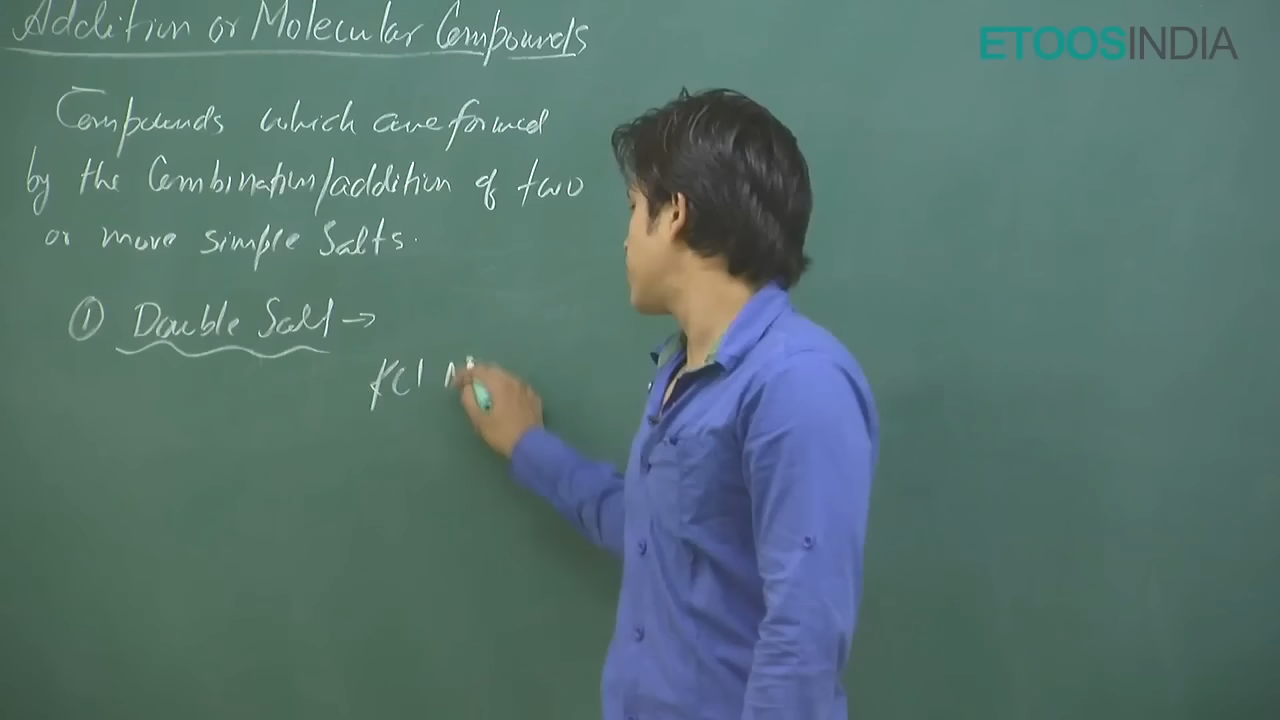 Addition or Molecular Compounds
ETOOSINDIA
Compounds which are formed
by the Combination/addition of two
or more simple Salts.
① Double Salt →
KCl M